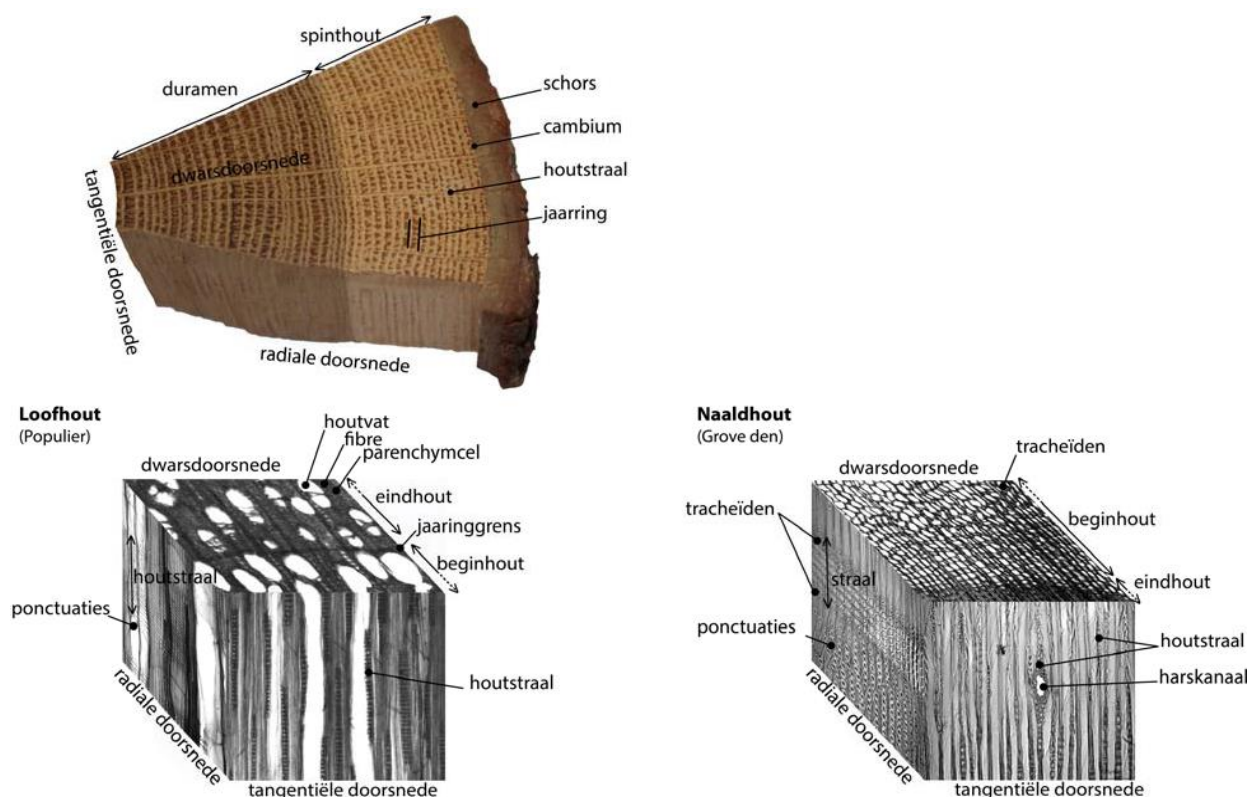 spinthout
duramen
schors
cambium
dwarsdoorsnede
houtstraal
jaarring
tangentiële doorsnede
radiale doorsnede
Loofhout
(Populier)
houtvat
fibre
parenchymcel
dwarsdoorsnede
eindhout
jaaringgrens
beginhout
houtstraal
ponctuaties
houtstraal
radiale doorsnede
tangentiële doorsnede
Naaldhout
(Grove den)
tracheïden
dwarsdoorsnede
tracheïden
beginhout
straal
eindhout
ponctuaties
houtstraal
harskanaal
radiale doorsnede
tangentiële doorsnede